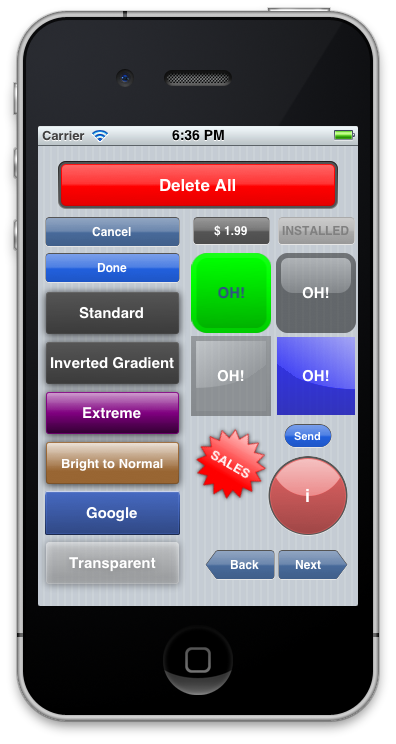 Carrier 6:36 PM
Delete All
Cancel
$ 1.99
INSTALLED
Done
OH!
OH!
Standard
Inverted Gradient
OH!
OH!
Extreme
Send
Bright to Normal
SALES
i
Google
Transparent
Back
Next